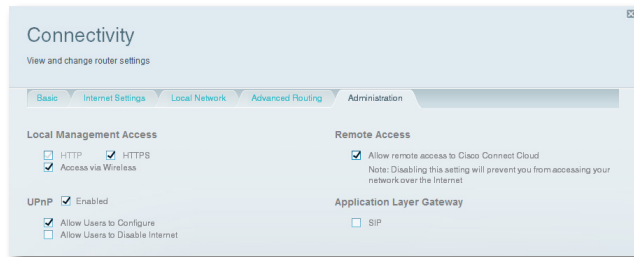 Connectivity
View and change router settings
Basic Internet Settings Local Network Advanced Routing Administration
Local Management Access
HTTP HTTPS
Access via Wireless
UPnP Enabled
Allow Users to Configure
Allow Users to Disable Internet
Remote Access
Allow remote access to Cisco Connect Cloud
Note: Disabling this setting will prevent you from accessing your
network over the Internet
Application Layer Gateway
SIP